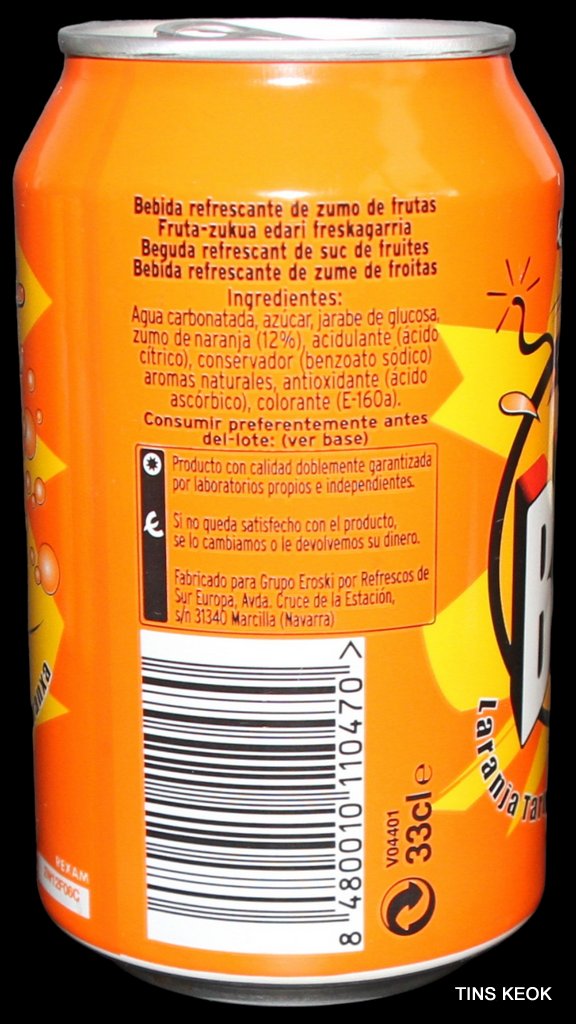 Bebida refrescante de zumo de frutas
Fruta-zukua edari freskagarria
Beguda refrescant de suc de fruites
Bebida refrescante de zume de froitas
Ingredientes:
Agua carbonatada, azúcar, jarabe de glucosa,
zumo de naranja (12%), acidulante (ácido
cítrico), conservador (benzoato sódico)
aromas naturales, antioxidante (ácido
ascórbico), colorante (E-160a).
Consumir preferentemente antes
del-lote: (ver base)
Producto con calidad doblemente garantizada
por laboratorios propios e independientes.
Si no queda satisfecho con el producto,
se lo cambiamos o le devolvemos su dinero.
Fabricado para Grupo Eroski por Refrescos de
Sur Europa, Avda. Cruce de la Estación,
s/n 31340 Marcilla (Navarra)
8 480010 110470 >
V04401
33cl e
Laranja
REXAM
TINS KEOK